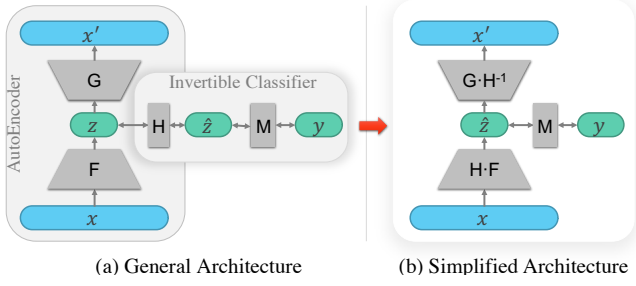 x′
x′
G
Invertible Classifier
G·H⁻¹
AutoEncoder
z
H
ẑ
M
y
ẑ
M
y
F
H·F
x
x
(a) General Architecture
(b) Simplified Architecture